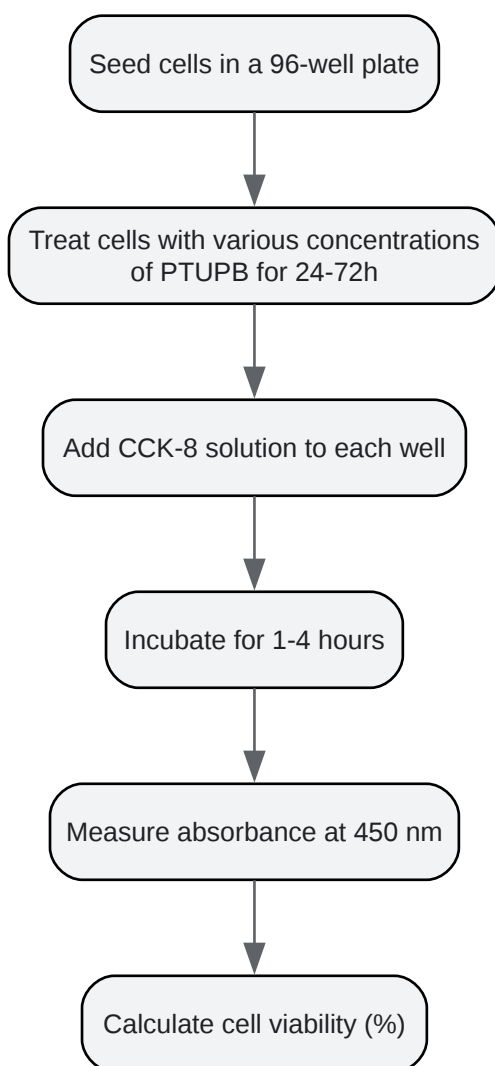 Seed cells in a 96-well plate
Treat cells with various concentrations
of PTUPB for 24-72h
Add CCK-8 solution to each well
Incubate for 1-4 hours
Measure absorbance at 450 nm
Calculate cell viability (%)